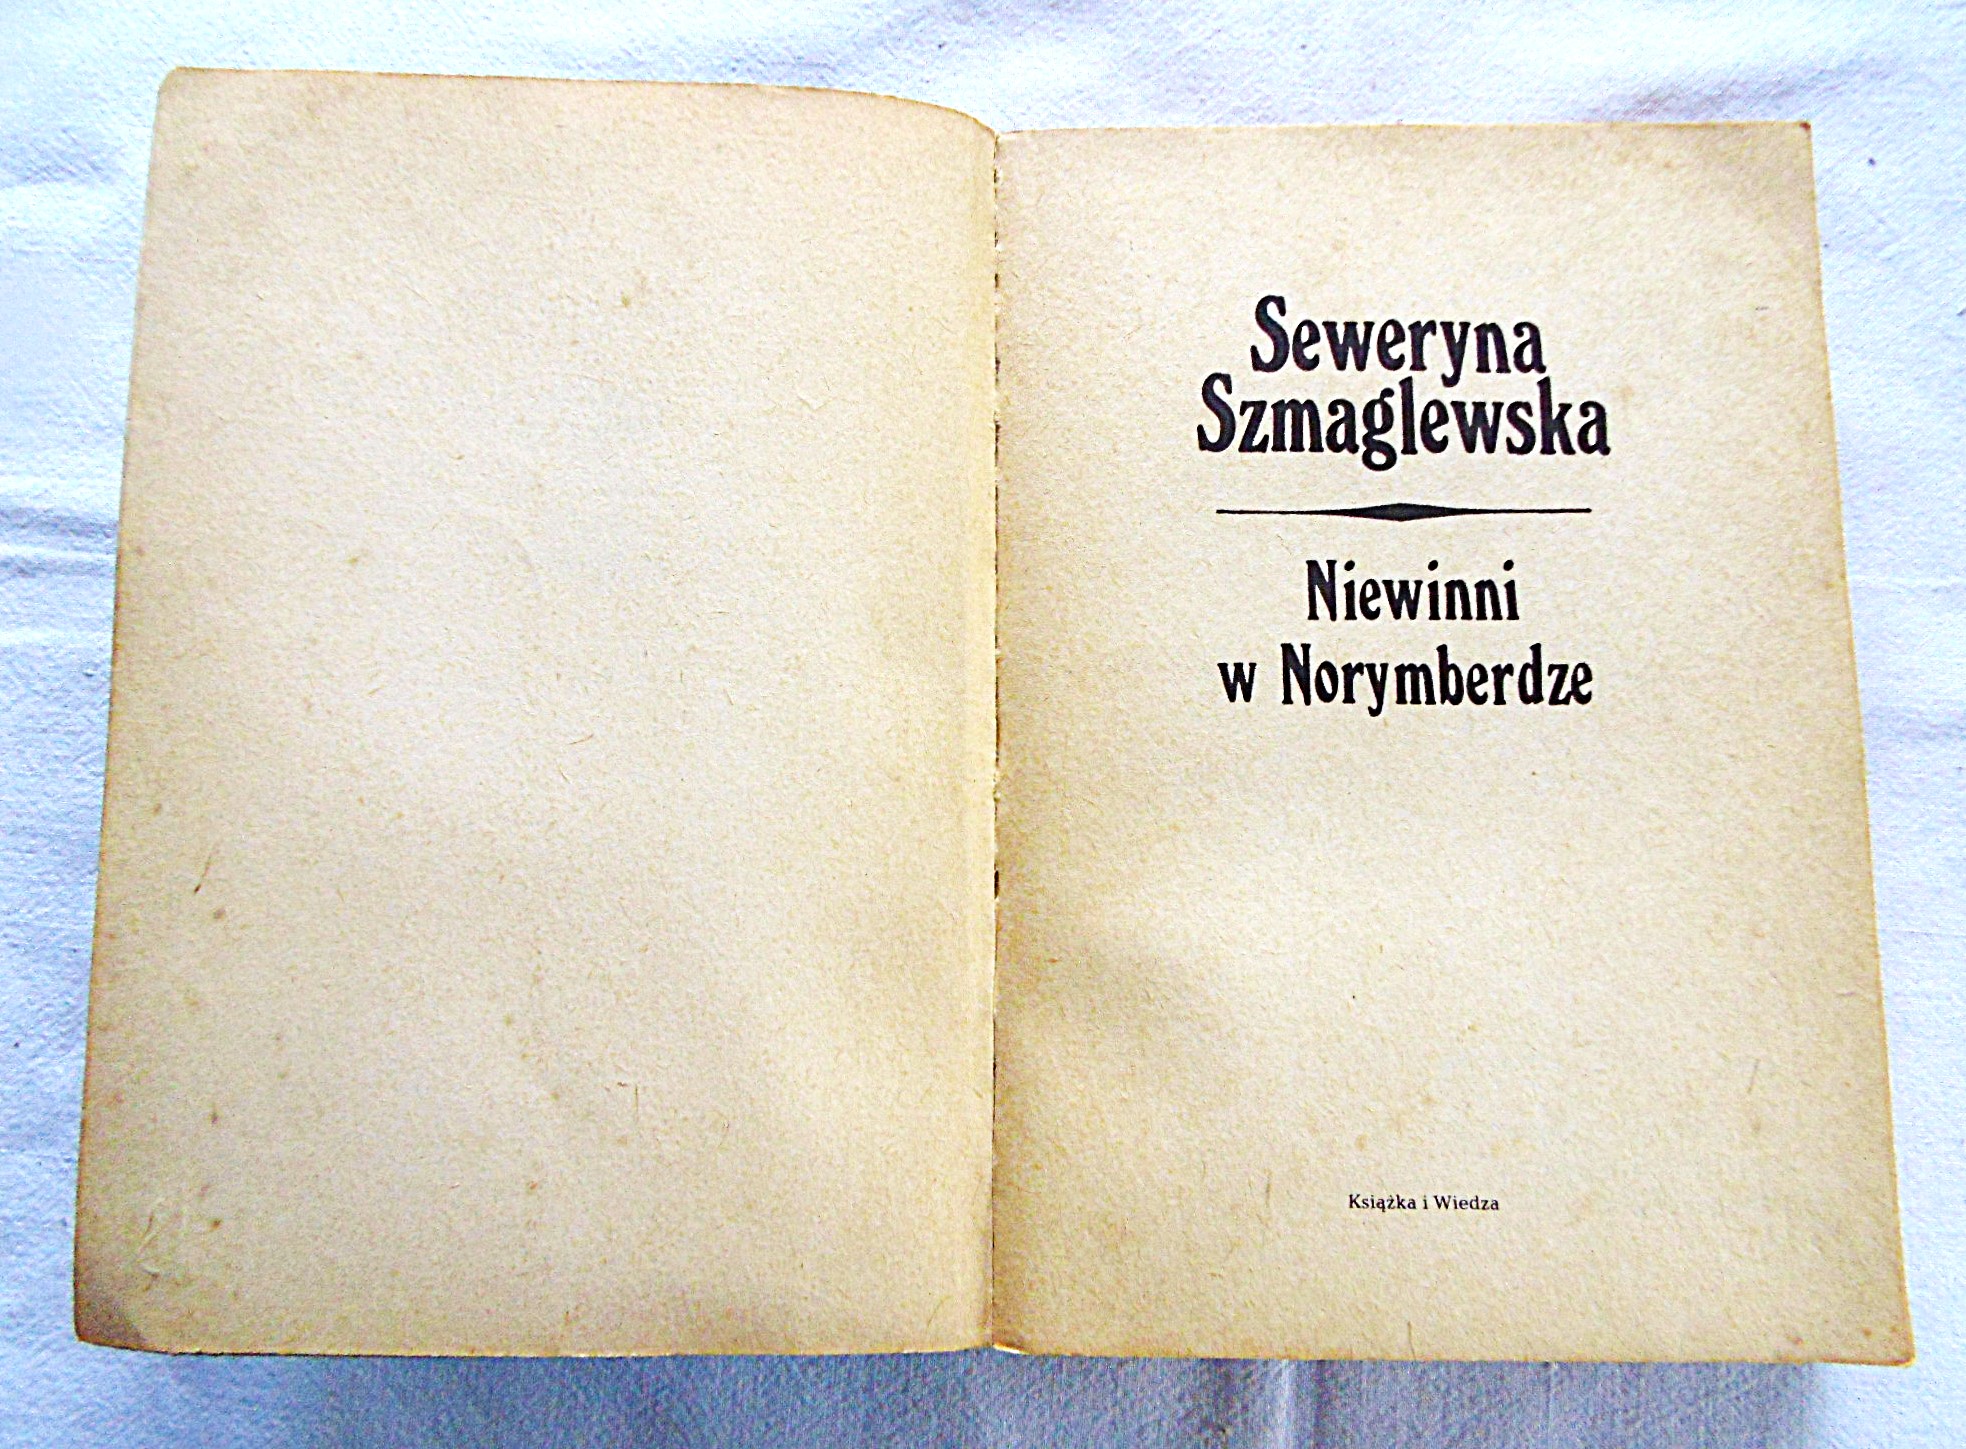 Seweryna
Szmaglewska
Niewinni
w Norymberdze
Książka i Wiedza